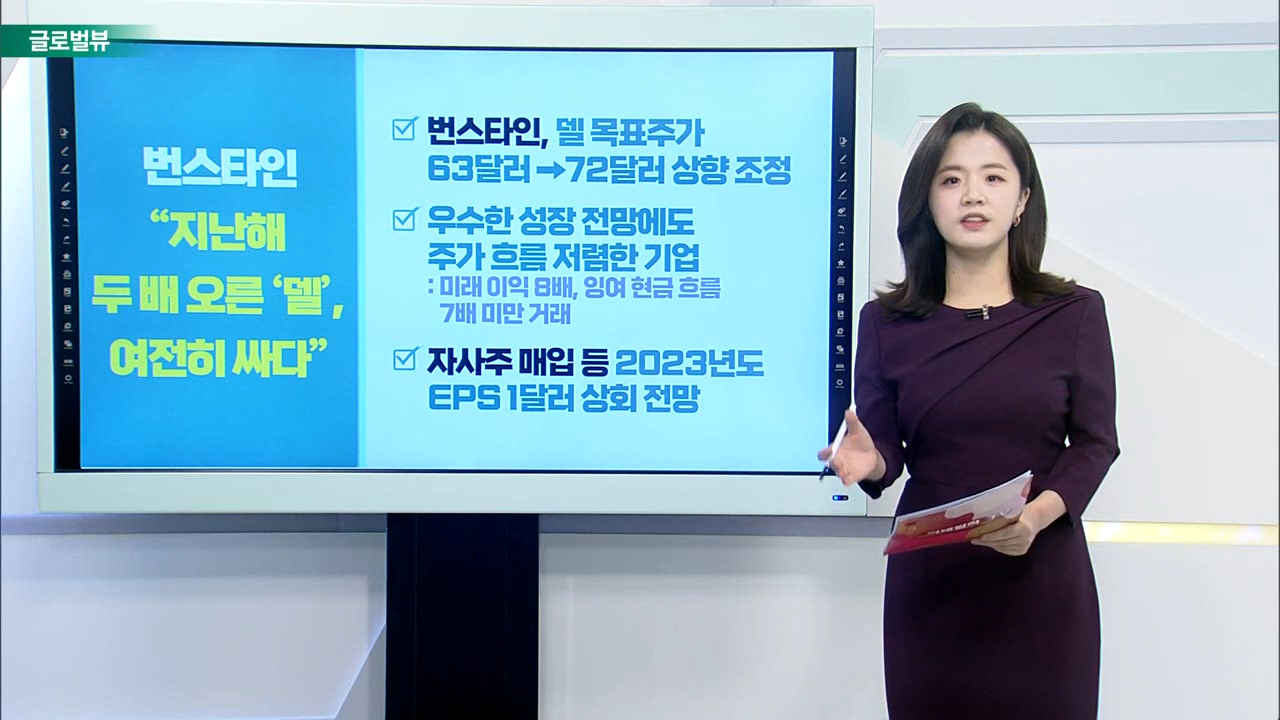 글로벌뷰
번스타인
“지난해
두 배 오른 ‘델’,
여전히 싸다”
번스타인, 델 목표주가
63달러 →72달러 상향 조정
우수한 성장 전망에도
주가 흐름 저렴한 기업
: 미래 이익 8배, 잉여 현금 흐름
7배 미만 거래
자사주 매입 등 2023년도
EPS 1달러 상회 전망